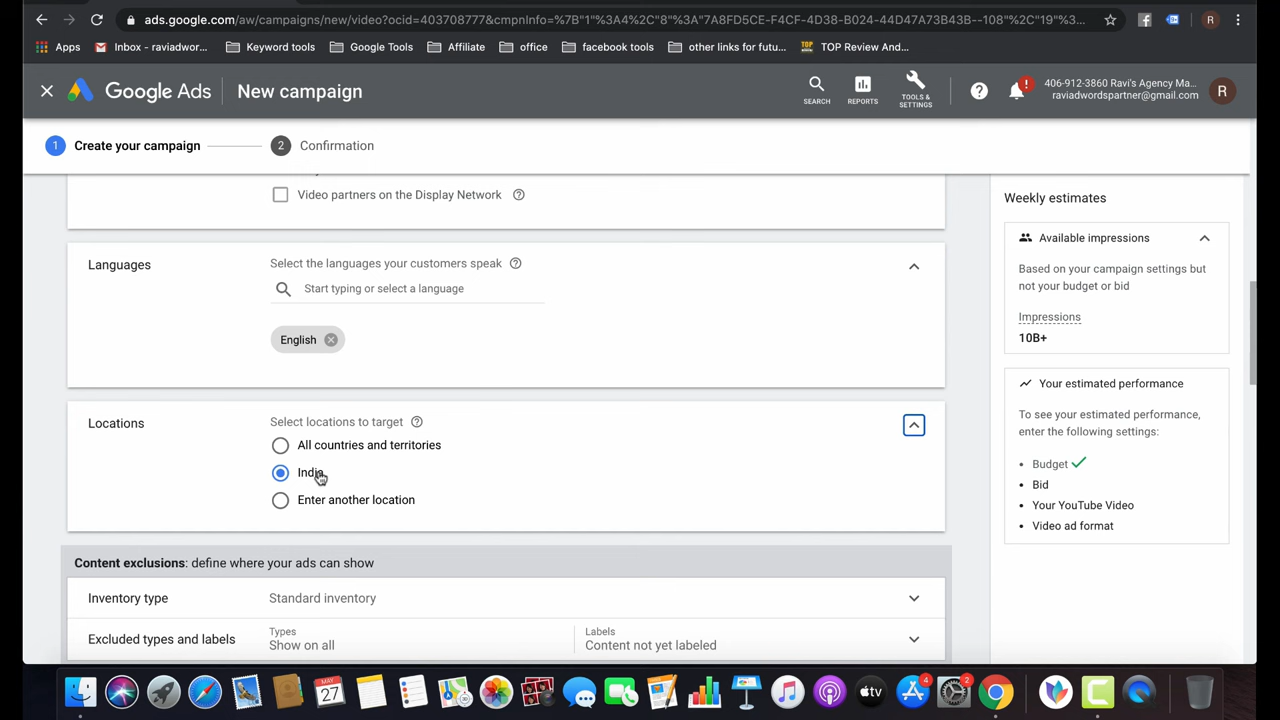 ads.google.com/aw/campaigns/new/video?ocid=403708777&cmpnInfo=%7B"1"%3A4%2C"8"%3A"7A8FD5CE-F4CF-4D38-B024-44D47A73B43B--108"%2C"19"%3...
R
Apps
Inbox - raviadwor...
Keyword tools
Google Tools
Affiliate
office
facebook tools
other links for futu...
TOP
TOP Review And...
Google Ads
New campaign
SEARCH
REPORTS
TOOLS &
SETTINGS
406-912-3860 Ravi's Agency Ma...
raviadwordspartner@gmail.com
R
1 Create your campaign
2 Confirmation
Video partners on the Display Network
Languages
Select the languages your customers speak
Start typing or select a language
English
Locations
Select locations to target
All countries and territories
India
Enter another location
Content exclusions: define where your ads can show
Inventory type
Standard inventory
Excluded types and labels
Types
Show on all
Labels
Content not yet labeled
Weekly estimates
Available impressions
Based on your campaign settings but
not your budget or bid
Impressions
10B+
Your estimated performance
To see your estimated performance,
enter the following settings:
• Budget
• Bid
• Your YouTube Video
• Video ad format
MAY
27
tv
4
2